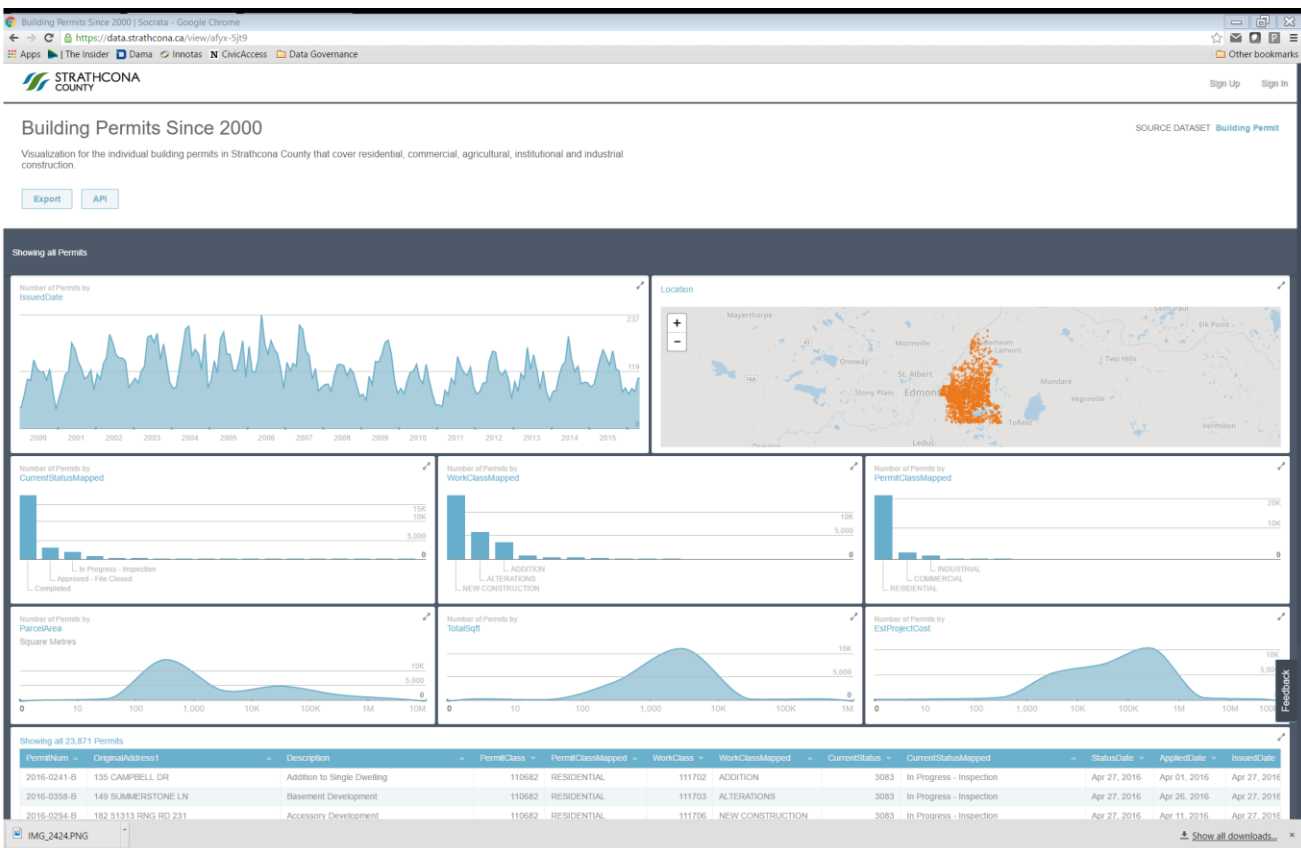 Building Permits Since 2000 | Socrata - Google Chrome
https://data.strathcona.ca/view/afyx-5jt9
Apps | The Insider Dama Innotas N CivicAccess Data Governance Other bookmarks
STRATHCONA
COUNTY
Sign Up Sign In
Building Permits Since 2000
SOURCE DATASET Building Permit
Visualization for the individual building permits in Strathcona County that cover residential, commercial, agricultural, institutional and industrial
construction.
Export API
Showing all Permits
Number of Permits by
IssuedDate
237
119
0
2000 2001 2002 2003 2004 2005 2006 2007 2008 2009 2010 2011 2012 2013 2014 2015
Location
+
-
Mayerthorpe
Saint Paul
Elk Point
43
Morinville
Lamont
Onoway
Two Hills
16A
St. Albert
Mundare
Stony Plain
Edmont
Vegreville
Tofield
Vermilion
Leduc
Number of Permits by
CurrentStatusMapped
15K
10K
5,000
0
In Progress - Inspection
Approved - File Closed
Completed
Number of Permits by
WorkClassMapped
10K
5,000
0
ADDITION
ALTERATIONS
NEW CONSTRUCTION
Number of Permits by
PermitClassMapped
20K
10K
0
INDUSTRIAL
COMMERCIAL
RESIDENTIAL
Number of Permits by
ParcelArea
Square Metres
10K
5,000
0
0 10 100 1,000 10K 100K 1M 10M
Number of Permits by
TotalSqft
10K
5,000
0
0 10 100 1,000 10K 100K 1M
Number of Permits by
EstProjectCost
10K
5,00
0 10 100 1,000 10K 100K 1M 10M 100
Feedback
Showing all 23,871 Permits
PermitNum OriginalAddress1 Description PermitClass PermitClassMapped WorkClass WorkClassMapped CurrentStatus CurrentStatusMapped StatusDate AppliedDate IssuedDate
2016-0241-B 135 CAMPBELL DR Addition to Single Dwelling 110682 RESIDENTIAL 111702 ADDITION 3083 In Progress - Inspection Apr 27, 2016 Apr 01, 2016 Apr 27, 2016
2016-0358-B 149 SUMMERSTONE LN Basement Development 110682 RESIDENTIAL 111703 ALTERATIONS 3083 In Progress - Inspection Apr 27, 2016 Apr 26, 2016 Apr 27, 2016
2016-0294-B 182 51313 RNG RD 231 Accessory Development 110682 RESIDENTIAL 111706 NEW CONSTRUCTION 3083 In Progress - Inspection Apr 27, 2016 Apr 11, 2016 Apr 27, 2016
IMG_2424.PNG
Show all downloads...